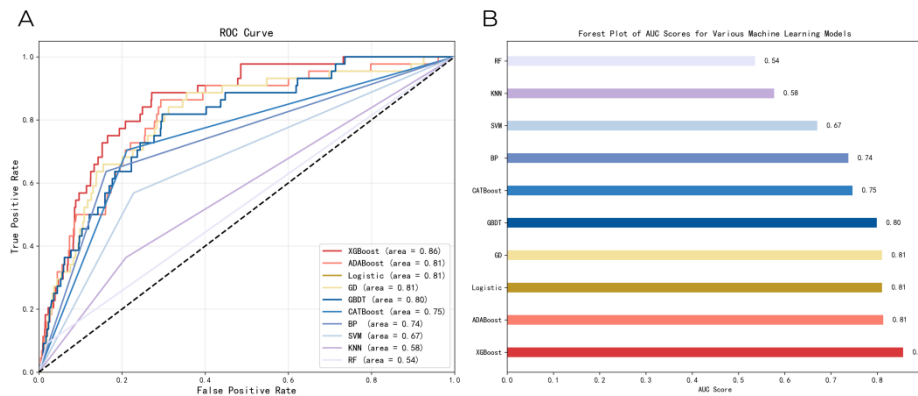 A
ROC Curve
True Positive Rate
1.0
0.8
0.6
0.4
0.2
0.0
0.0 0.2 0.4 0.6 0.8 1.0
False Positive Rate
XGBoost (area = 0.86)
ADABoost (area = 0.81)
Logistic (area = 0.81)
GD (area = 0.81)
GBDT (area = 0.80)
CATBoost (area = 0.75)
BP (area = 0.74)
SVM (area = 0.67)
KNN (area = 0.58)
RF (area = 0.54)
B
Forest Plot of AUC Scores for Various Machine Learning Models
RF 0.54
KNN 0.58
SVM 0.67
BP 0.74
CATBoost 0.75
GBDT 0.80
GD 0.81
Logistic 0.81
ADABoost 0.81
XGBoost 0.
0.0 0.1 0.2 0.3 0.4 0.5 0.6 0.7 0.8
AUC Score